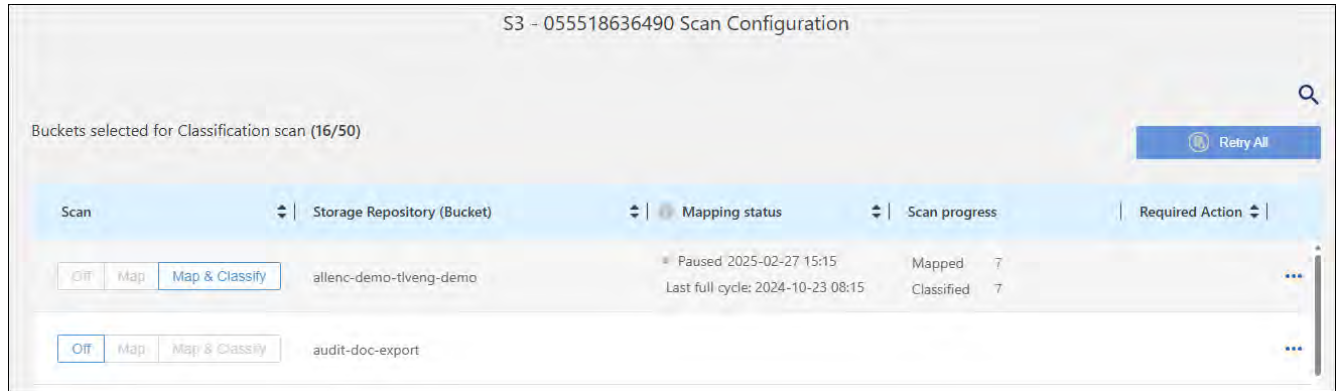 S3 - 055518636490 Scan Configuration
Buckets selected for Classification scan (16/50)
Retry All
Scan Storage Repository (Bucket) Mapping status Scan progress Required Action
Off Map Map & Classify allenc-demo-tlveng-demo Paused 2025-02-27 15:15 Mapped 7
Last full cycle: 2024-10-23 08:15 Classified 7
Off Map Map & Classify audit-doc-export